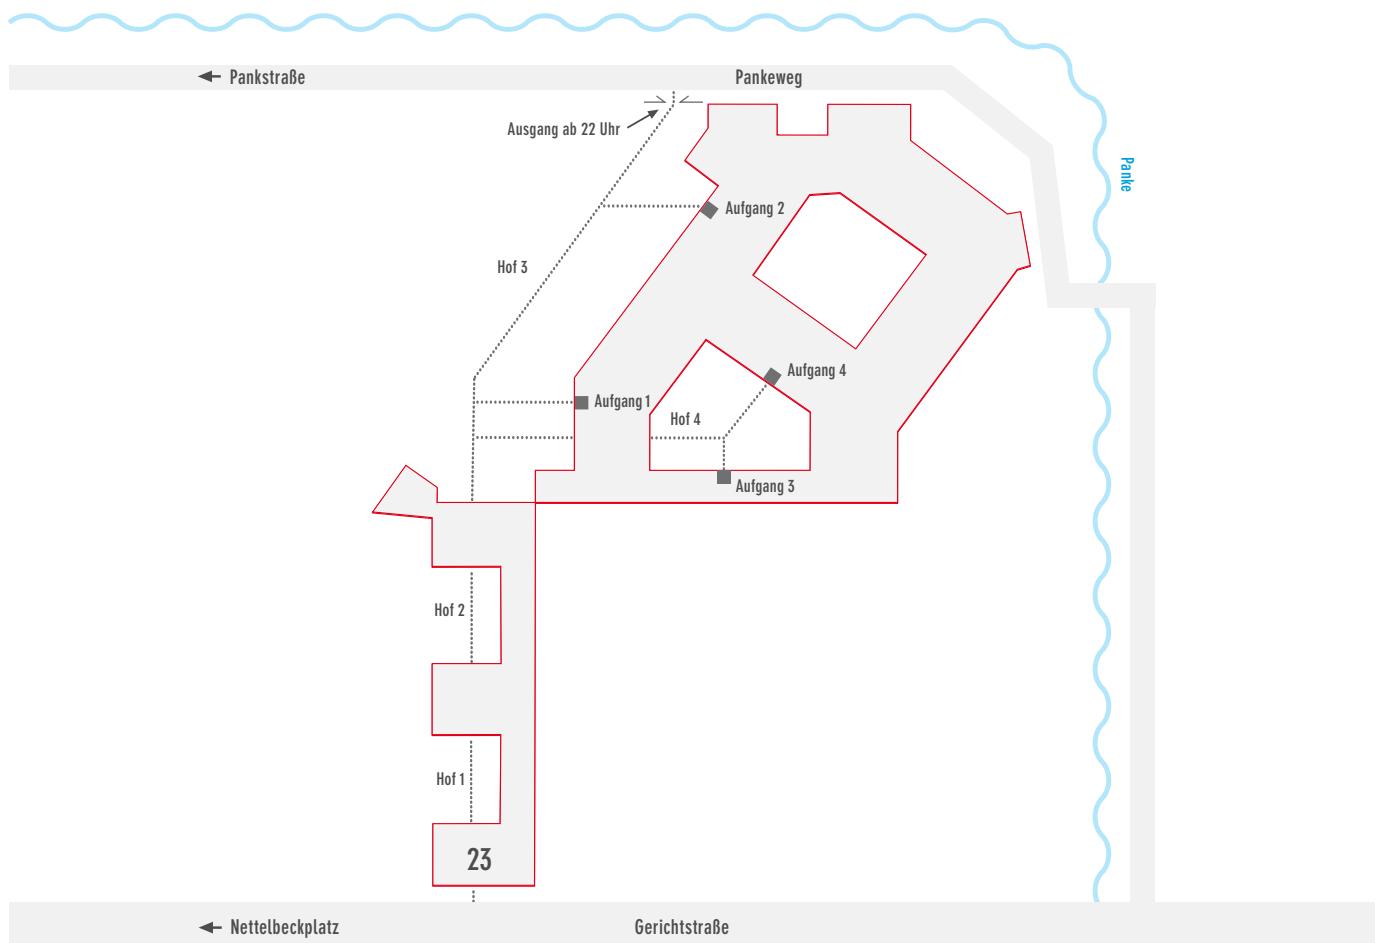 Pankstraße
Pankeweg
Ausgang ab 22 Uhr
Panke
Aufgang 2
Hof 3
Aufgang 4
Aufgang 1
Hof 4
Aufgang 3
Hof 2
Hof 1
23
Nettelbeckplatz
Gerichtstraße